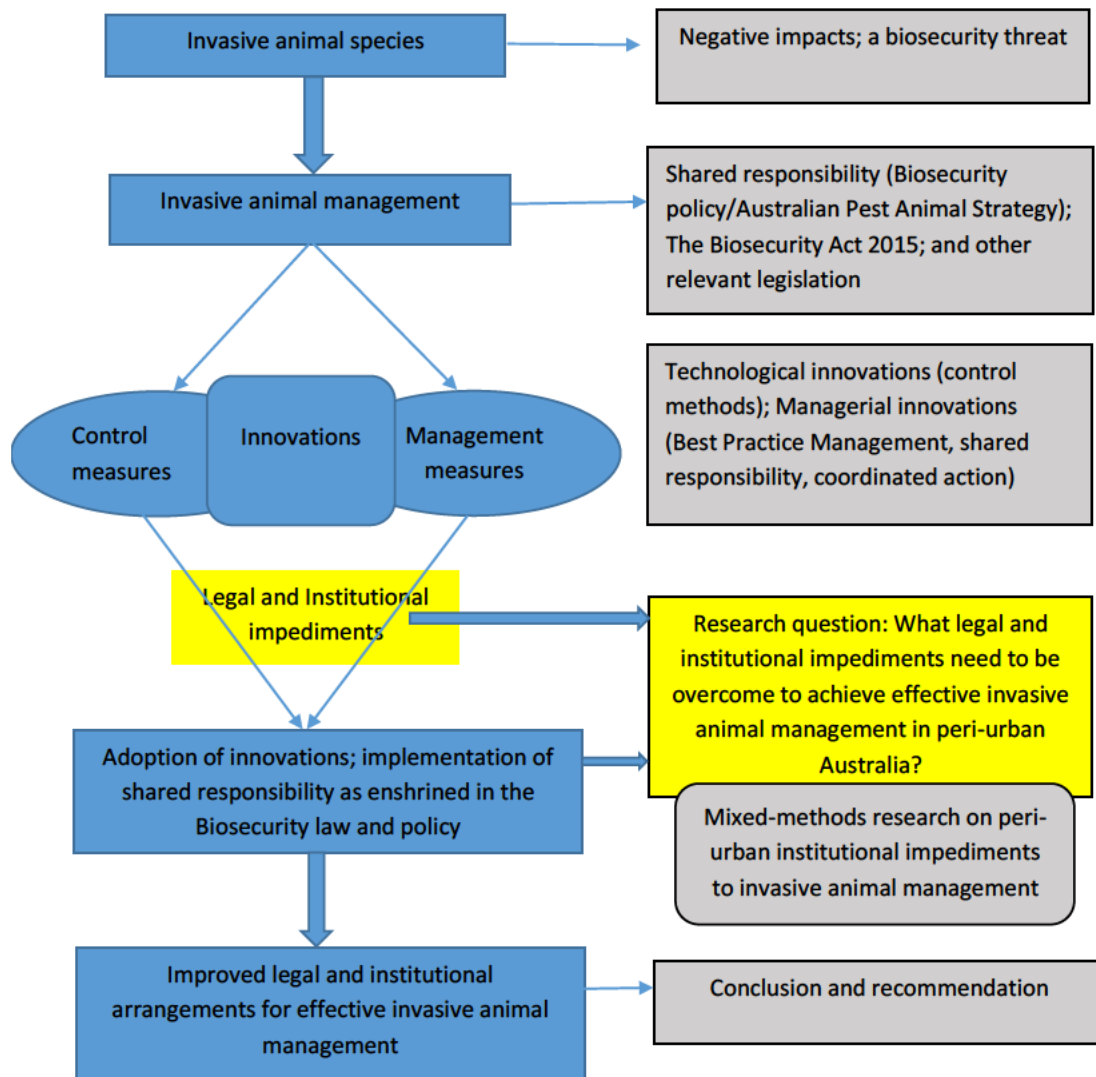 Invasive animal species
Negative impacts; a biosecurity threat
Invasive animal management
Shared responsibility (Biosecurity
policy/Australian Pest Animal Strategy);
The Biosecurity Act 2015; and other
relevant legislation
Control
measures
Innovations
Management
measures
Technological innovations (control
methods); Managerial innovations
(Best Practice Management, shared
responsibility, coordinated action)
Legal and Institutional
impediments
Research question: What legal and
institutional impediments need to be
overcome to achieve effective invasive
animal management in peri-urban
Australia?
Adoption of innovations; implementation of
shared responsibility as enshrined in the
Biosecurity law and policy
Mixed-methods research on peri-
urban institutional impediments
to invasive animal management
Improved legal and institutional
arrangements for effective invasive animal
management
Conclusion and recommendation